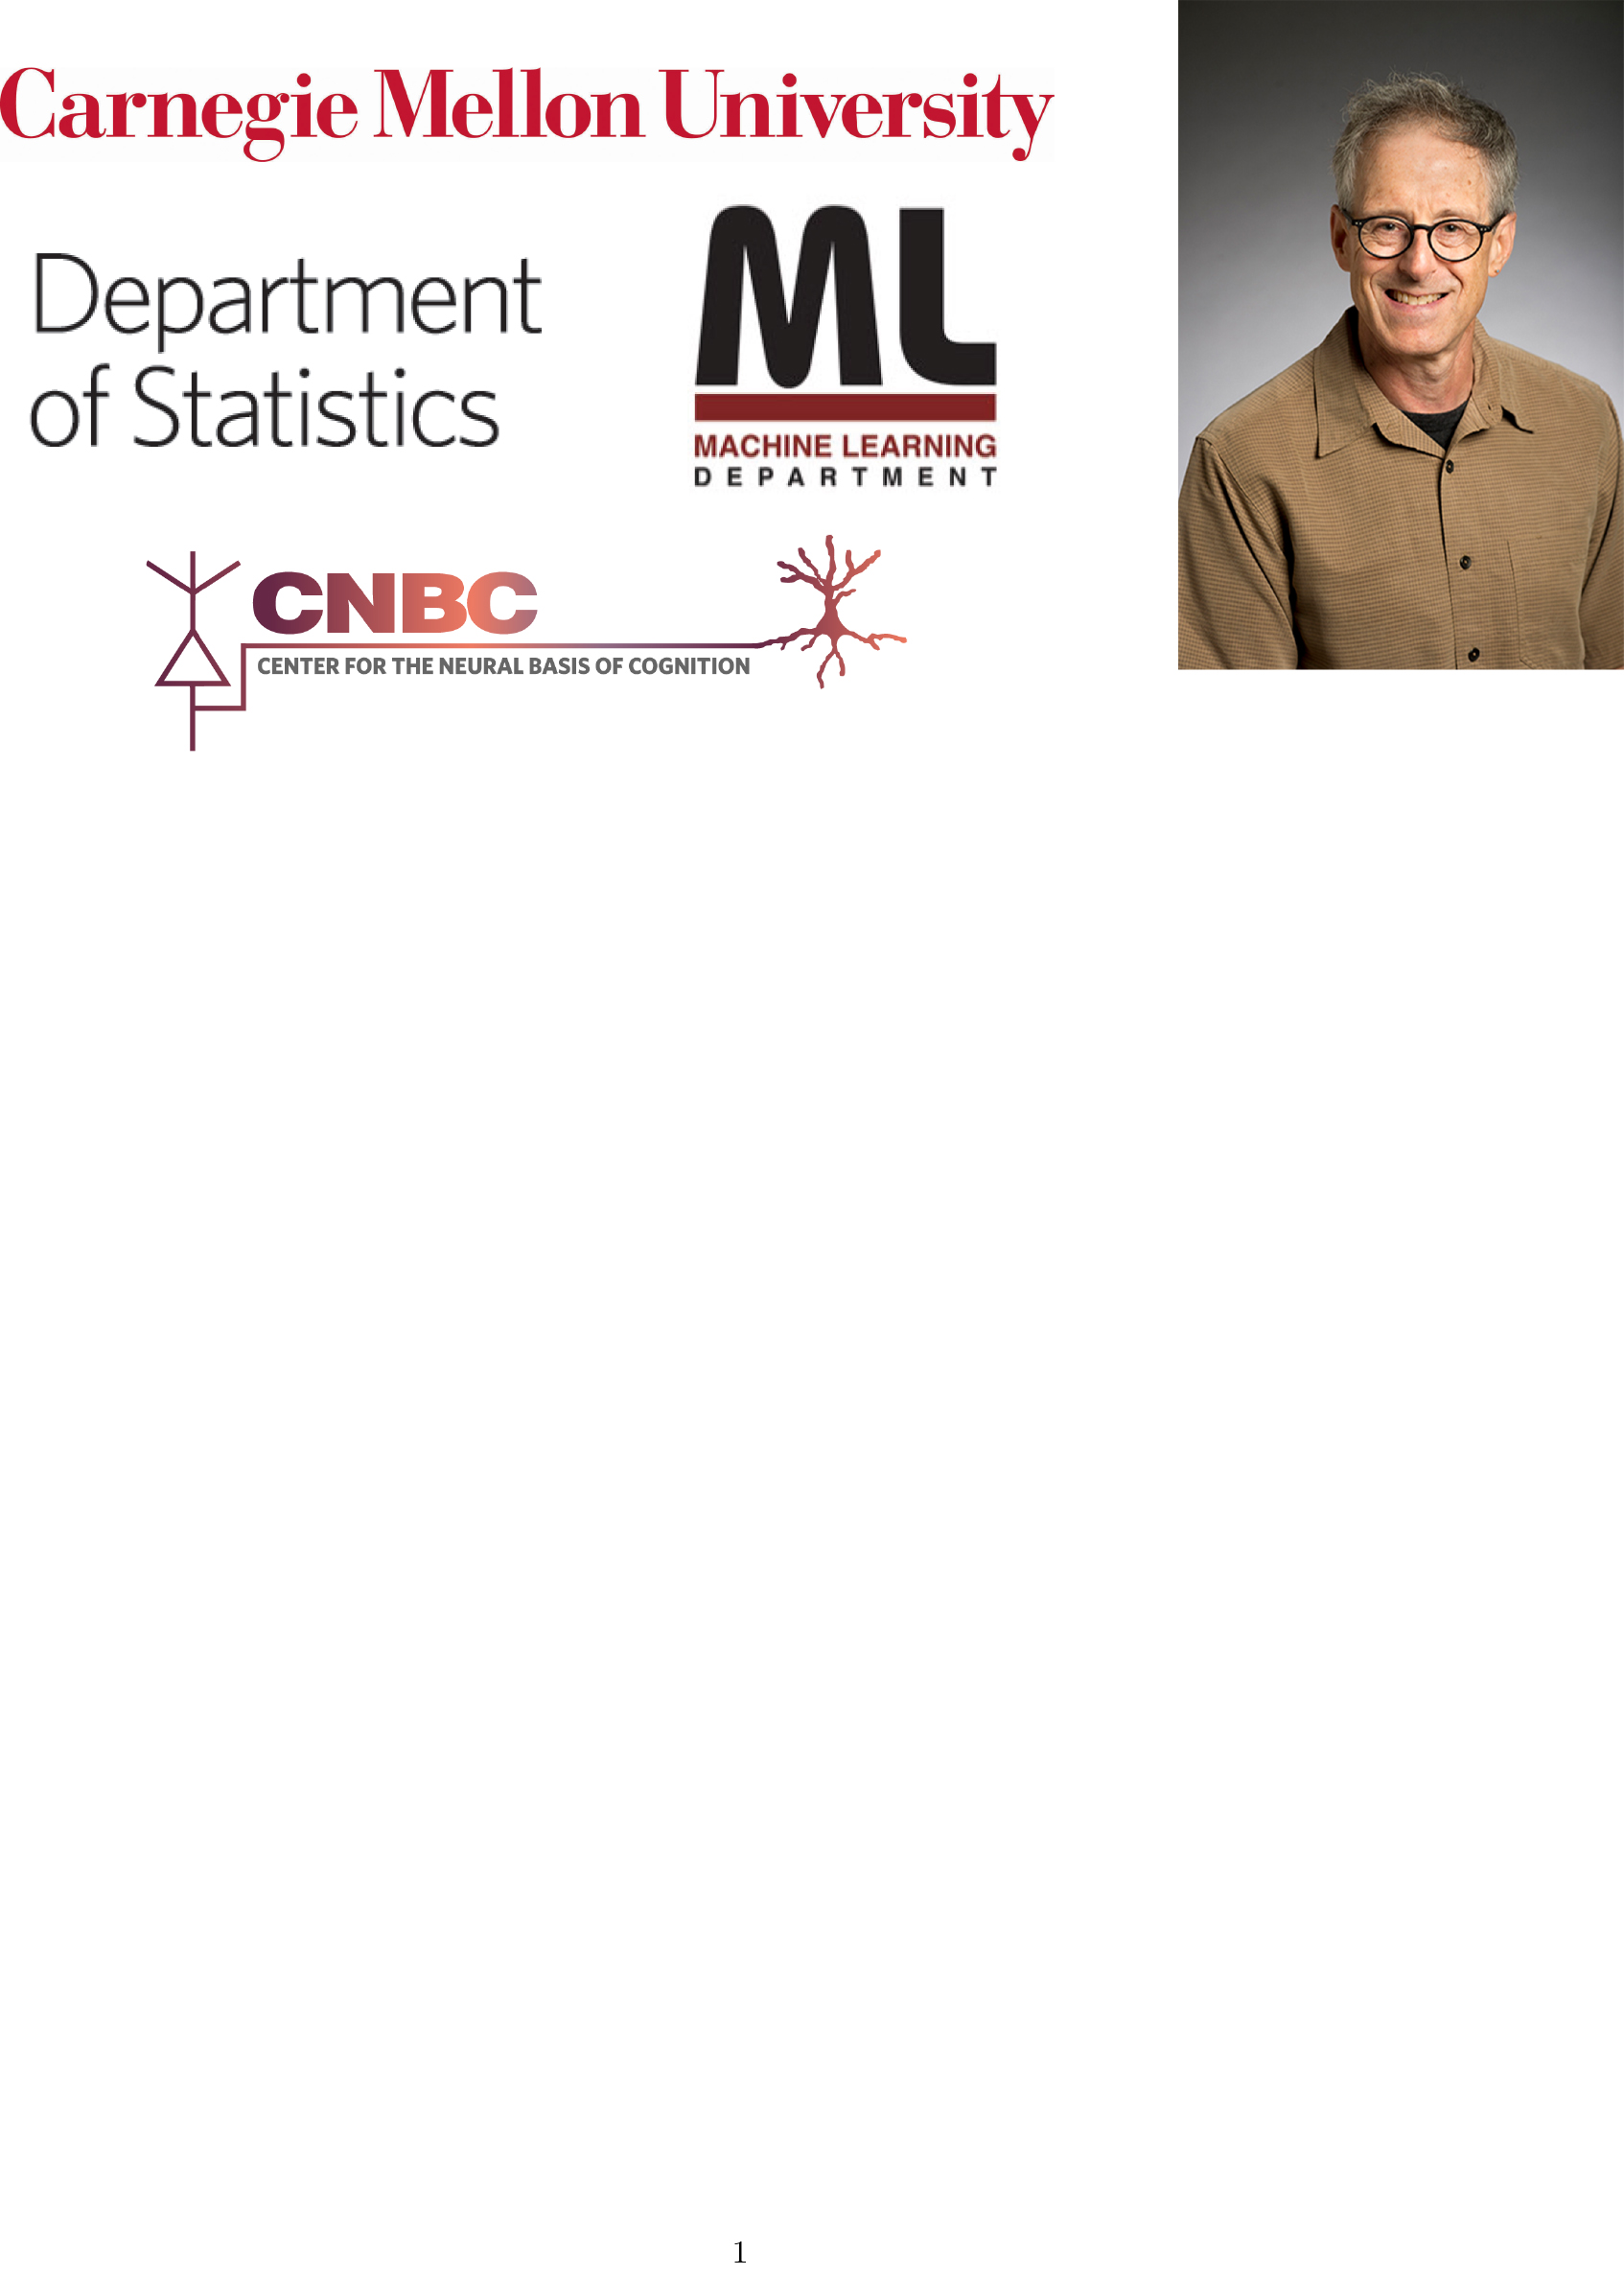 Carnegie Mellon University
Department
of Statistics
ML
MACHINE LEARNING
DEPARTMENT
CNBC
CENTER FOR THE NEURAL BASIS OF COGNITION
1